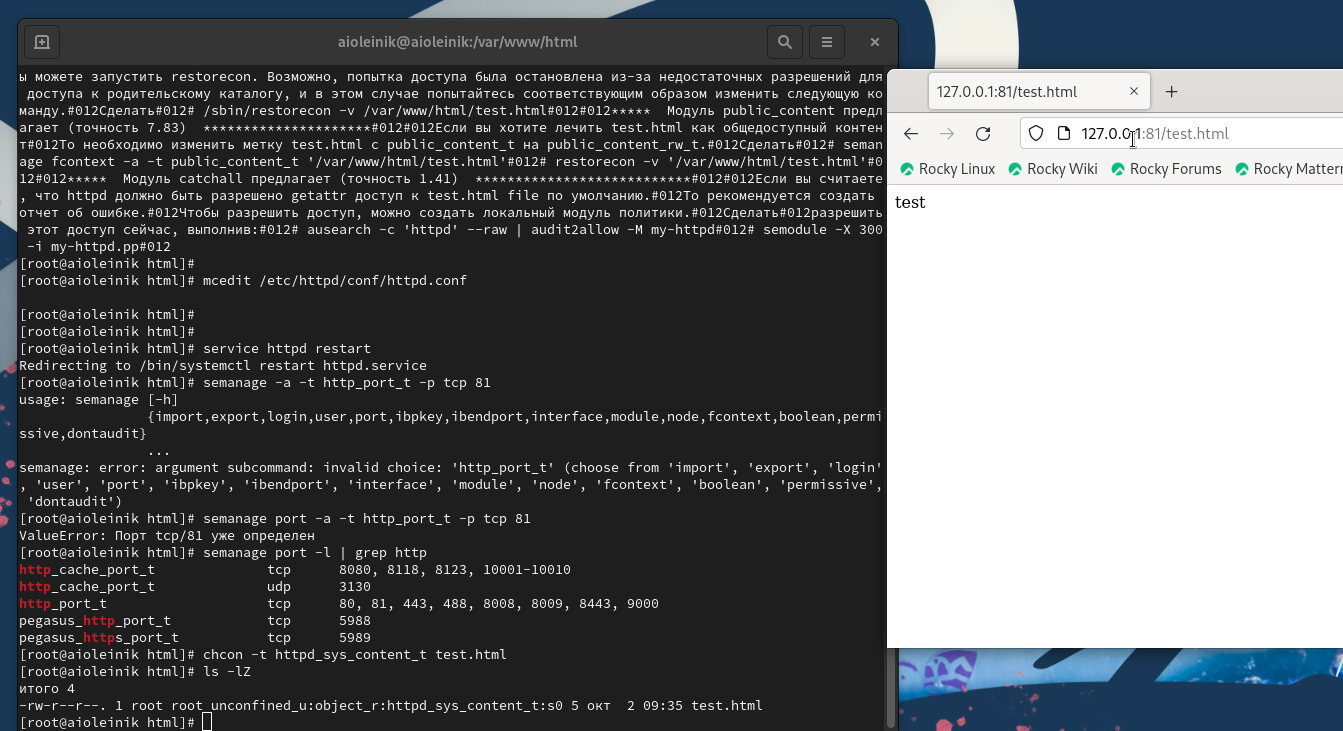 aioleinik@aioleinik:/var/www/html
ы можете запустить restorecon. Возможно, попытка доступа была остановлена из-за недостаточных разрешений для
 доступа к родительскому каталогу, и в этом случае попытайтесь соответствующим образом изменить следующую ко
манду.#012Сделать#012# /sbin/restorecon -v /var/www/html/test.html#012#012*****  Модуль public_content предл
агает (точность 7.83)  *********************#012#012Если вы хотите лечить test.html как общедоступный контен
т#012То необходимо изменить метку test.html с public_content_t на public_content_rw_t.#012Сделать#012# seman
age fcontext -a -t public_content_t '/var/www/html/test.html'#012# restorecon -v '/var/www/html/test.html'#0
12#012*****  Модуль catchall предлагает (точность 1.41)  ***************************#012#012Если вы считаете
, что httpd должно быть разрешено getattr доступ к test.html file по умолчанию.#012То рекомендуется создать
отчет об ошибке.#012Чтобы разрешить доступ, можно создать локальный модуль политики.#012Сделать#012разрешить
 этот доступ сейчас, выполнив:#012# ausearch -c 'httpd' --raw | audit2allow -M my-httpd#012# semodule -X 300
 -i my-httpd.pp#012
[root@aioleinik html]#
[root@aioleinik html]# mcedit /etc/httpd/conf/httpd.conf
[root@aioleinik html]#
[root@aioleinik html]#
[root@aioleinik html]# service httpd restart
Redirecting to /bin/systemctl restart httpd.service
[root@aioleinik html]# semanage -a -t http_port_t -p tcp 81
usage: semanage [-h]
                {import,export,login,user,port,ibpkey,ibendport,interface,module,node,fcontext,boolean,permi
ssive,dontaudit}
                ...
semanage: error: argument subcommand: invalid choice: 'http_port_t' (choose from 'import', 'export', 'login'
, 'user', 'port', 'ibpkey', 'ibendport', 'interface', 'module', 'node', 'fcontext', 'boolean', 'permissive',
 'dontaudit')
[root@aioleinik html]# semanage port -a -t http_port_t -p tcp 81
ValueError: Порт tcp/81 уже определен
[root@aioleinik html]# semanage port -l | grep http
http_cache_port_t              tcp      8080, 8118, 8123, 10001-10010
http_cache_port_t              udp      3130
http_port_t                    tcp      80, 81, 443, 488, 8008, 8009, 8443, 9000
pegasus_http_port_t            tcp      5988
pegasus_https_port_t           tcp      5989
[root@aioleinik html]# chcon -t httpd_sys_content_t test.html
[root@aioleinik html]# ls -lZ
итого 4
-rw-r--r--. 1 root root unconfined_u:object_r:httpd_sys_content_t:s0 5 окт  2 09:35 test.html
[root@aioleinik html]#
127.0.0.1:81/test.html
127.0.0.1:81/test.html
Rocky Linux Rocky Wiki Rocky Forums Rocky Matterm
test